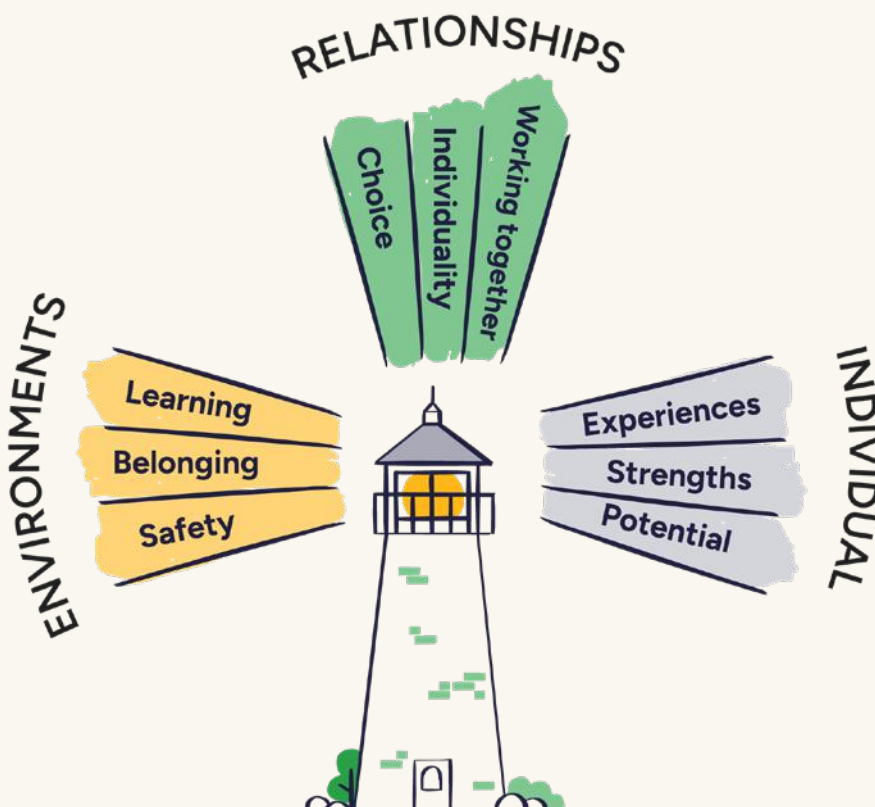 RELATIONSHIPS
Choice
Individuality
Working together
ENVIRONMENTS
Learning
Belonging
Safety
INDIVIDUAL
Experiences
Strengths
Potential